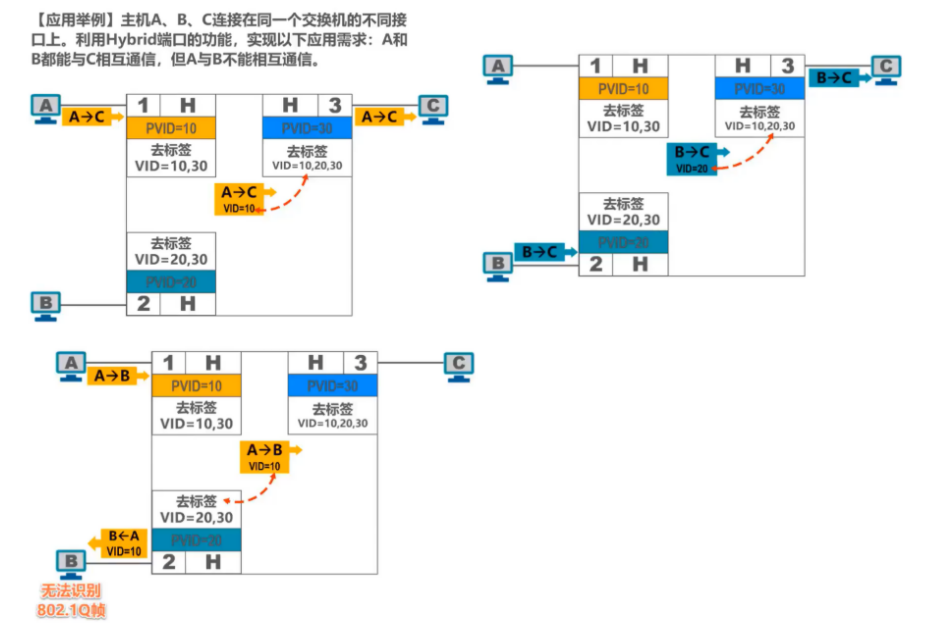 【应用举例】主机A、B、C连接在同一个交换机的不同接
口上。利用Hybrid端口的功能，实现以下应用需求：A和
B都能与C相互通信，但A与B不能相互通信。
A
A→C
1 H
PVID=10
去标签
VID=10,30
H 3
PVID=30
去标签
VID=10,20,30
A→C
C
A→C
VID=10
去标签
VID=20,30
PVID=20
2 H
B
A
1 H
PVID=10
去标签
VID=10,30
H 3
PVID=30
去标签
VID=10,20,30
B→C
C
B→C
VID=20
去标签
VID=20,30
PVID=20
2 H
B→C
B
A
A→B
1 H
PVID=10
去标签
VID=10,30
H 3
PVID=30
去标签
VID=10,20,30
C
A→B
VID=10
去标签
VID=20,30
PVID=20
2 H
B←A
VID=10
B
无法识别
802.1Q帧